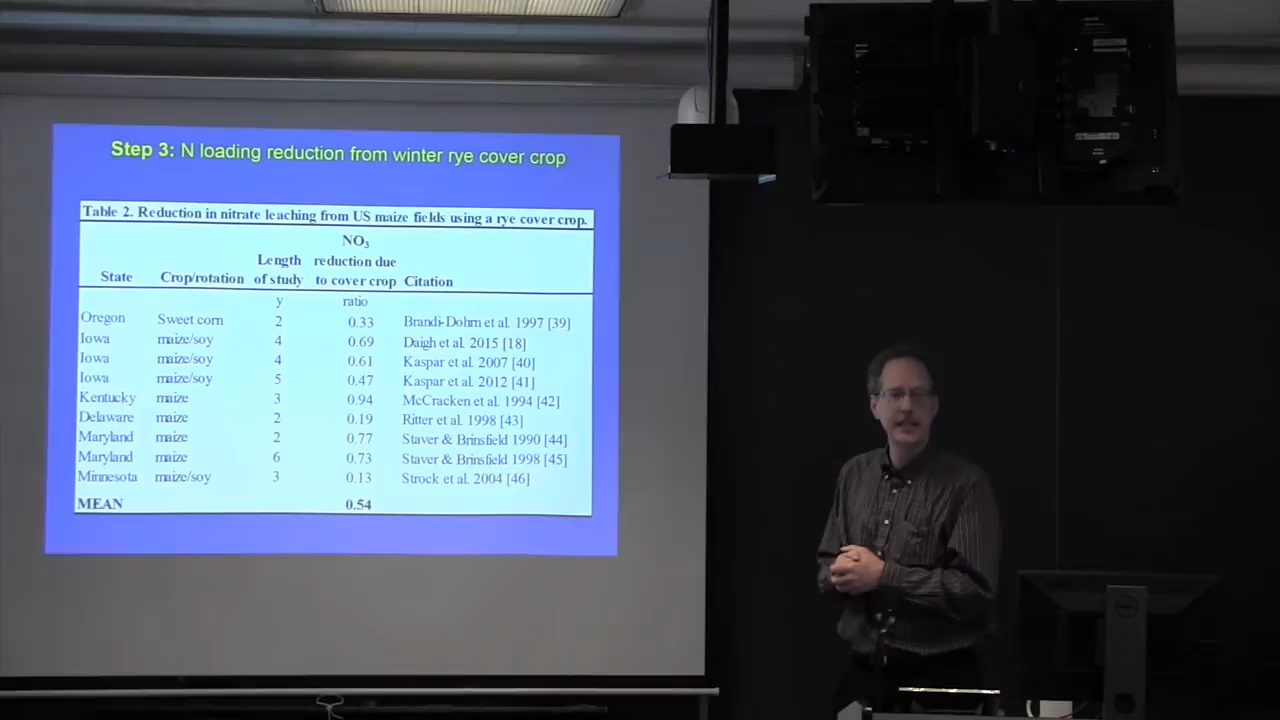 Step 3: N loading reduction from winter rye cover crop
Table 2. Reduction in nitrate leaching from US maize fields using a rye cover crop.
NO3
Length reduction due
State Crop/rotation of study to cover crop Citation
y ratio
Oregon Sweet corn 2 0.33 Brandi-Dohrn et al. 1997 [39]
Iowa maize/soy 4 0.69 Daigh et al. 2015 [18]
Iowa maize/soy 4 0.61 Kaspar et al. 2007 [40]
Iowa maize/soy 5 0.47 Kaspar et al. 2012 [41]
Kentucky maize 3 0.94 McCracken et al. 1994 [42]
Delaware maize 2 0.19 Ritter et al. 1998 [43]
Maryland maize 2 0.77 Staver & Brinsfield 1990 [44]
Maryland maize 6 0.73 Staver & Brinsfield 1998 [45]
Minnesota maize/soy 3 0.13 Strock et al. 2004 [46]
MEAN 0.54
DELL